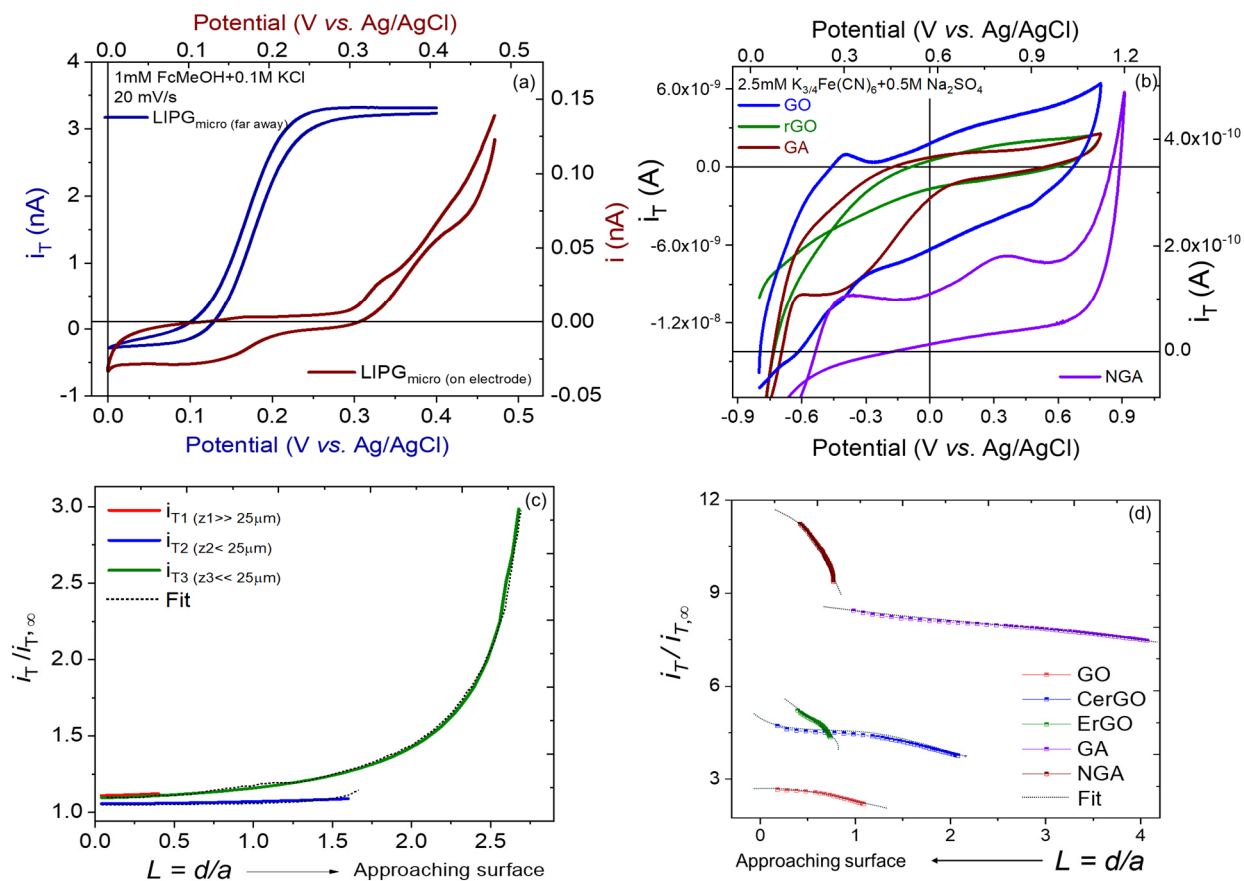 Potential (V vs. Ag/AgCl)
0.0 0.1 0.2 0.3 0.4 0.5
4
3
2
1
0
-1
i_T (nA)
1mM FcMeOH+0.1M KCl
20 mV/s
LIPG_micro (far away)
(a)
LIPG_micro (on electrode)
0.15
0.10
0.05
0.00
-0.05
i (nA)
0.0 0.1 0.2 0.3 0.4 0.5
Potential (V vs. Ag/AgCl)
Potential (V vs. Ag/AgCl)
0.0 0.3 0.6 0.9 1.2
6.0x10^-9
0.0
-6.0x10^-9
-1.2x10^-8
i_T (A)
2.5mM K_3/4Fe(CN)_6+0.5M Na_2SO_4
(b)
GO
rGO
GA
NGA
4.0x10^-10
2.0x10^-10
0.0
i_T (A)
-0.9 -0.6 -0.3 0.0 0.3 0.6 0.9
Potential (V vs. Ag/AgCl)
3.0
2.5
2.0
1.5
1.0
i_T/i_T,∞
(c)
i_T1 (z1>> 25μm)
i_T2 (z2< 25μm)
i_T3 (z3<< 25μm)
Fit
0.0 0.5 1.0 1.5 2.0 2.5
L = d/a Approaching surface
12
9
6
3
i_T/ i_T,∞
(d)
GO
CerGO
ErGO
GA
NGA
Fit
0 1 2 3 4
Approaching surface L = d/a